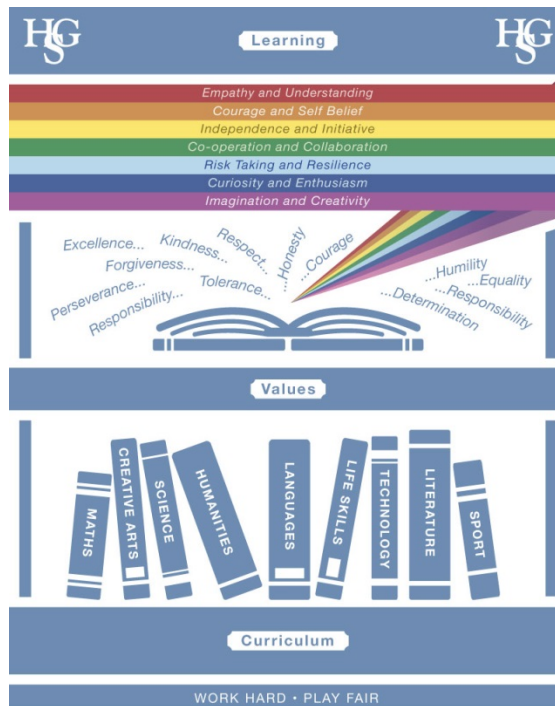 HSG
Learning
HSG
Empathy and Understanding
Courage and Self Belief
Independence and Initiative
Co-operation and Collaboration
Risk Taking and Resilience
Curiosity and Enthusiasm
Imagination and Creativity
Excellence...
Kindness...
Respect...
...Honesty
...Courage
Forgiveness...
Tolerance...
Perseverance...
Responsibility...
...Humility
...Equality
...Responsibility
...Determination
Values
MATHS
CREATIVE ARTS
SCIENCE
HUMANITIES
LANGUAGES
LIFE SKILLS
TECHNOLOGY
LITERATURE
SPORT
Curriculum
WORK HARD • PLAY FAIR